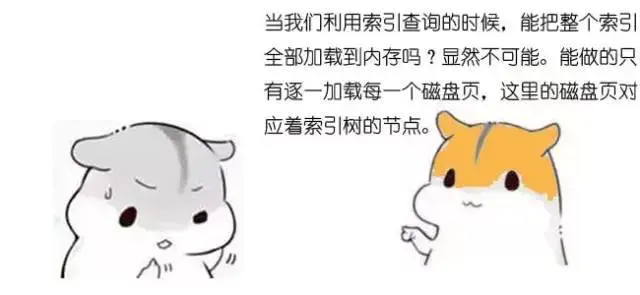 当我们利用索引查询的时候，能把整个索引
全部加载到内存吗？显然不可能。能做的只
有逐一加载每一个磁盘页，这里的磁盘页对
应着索引树的节点。